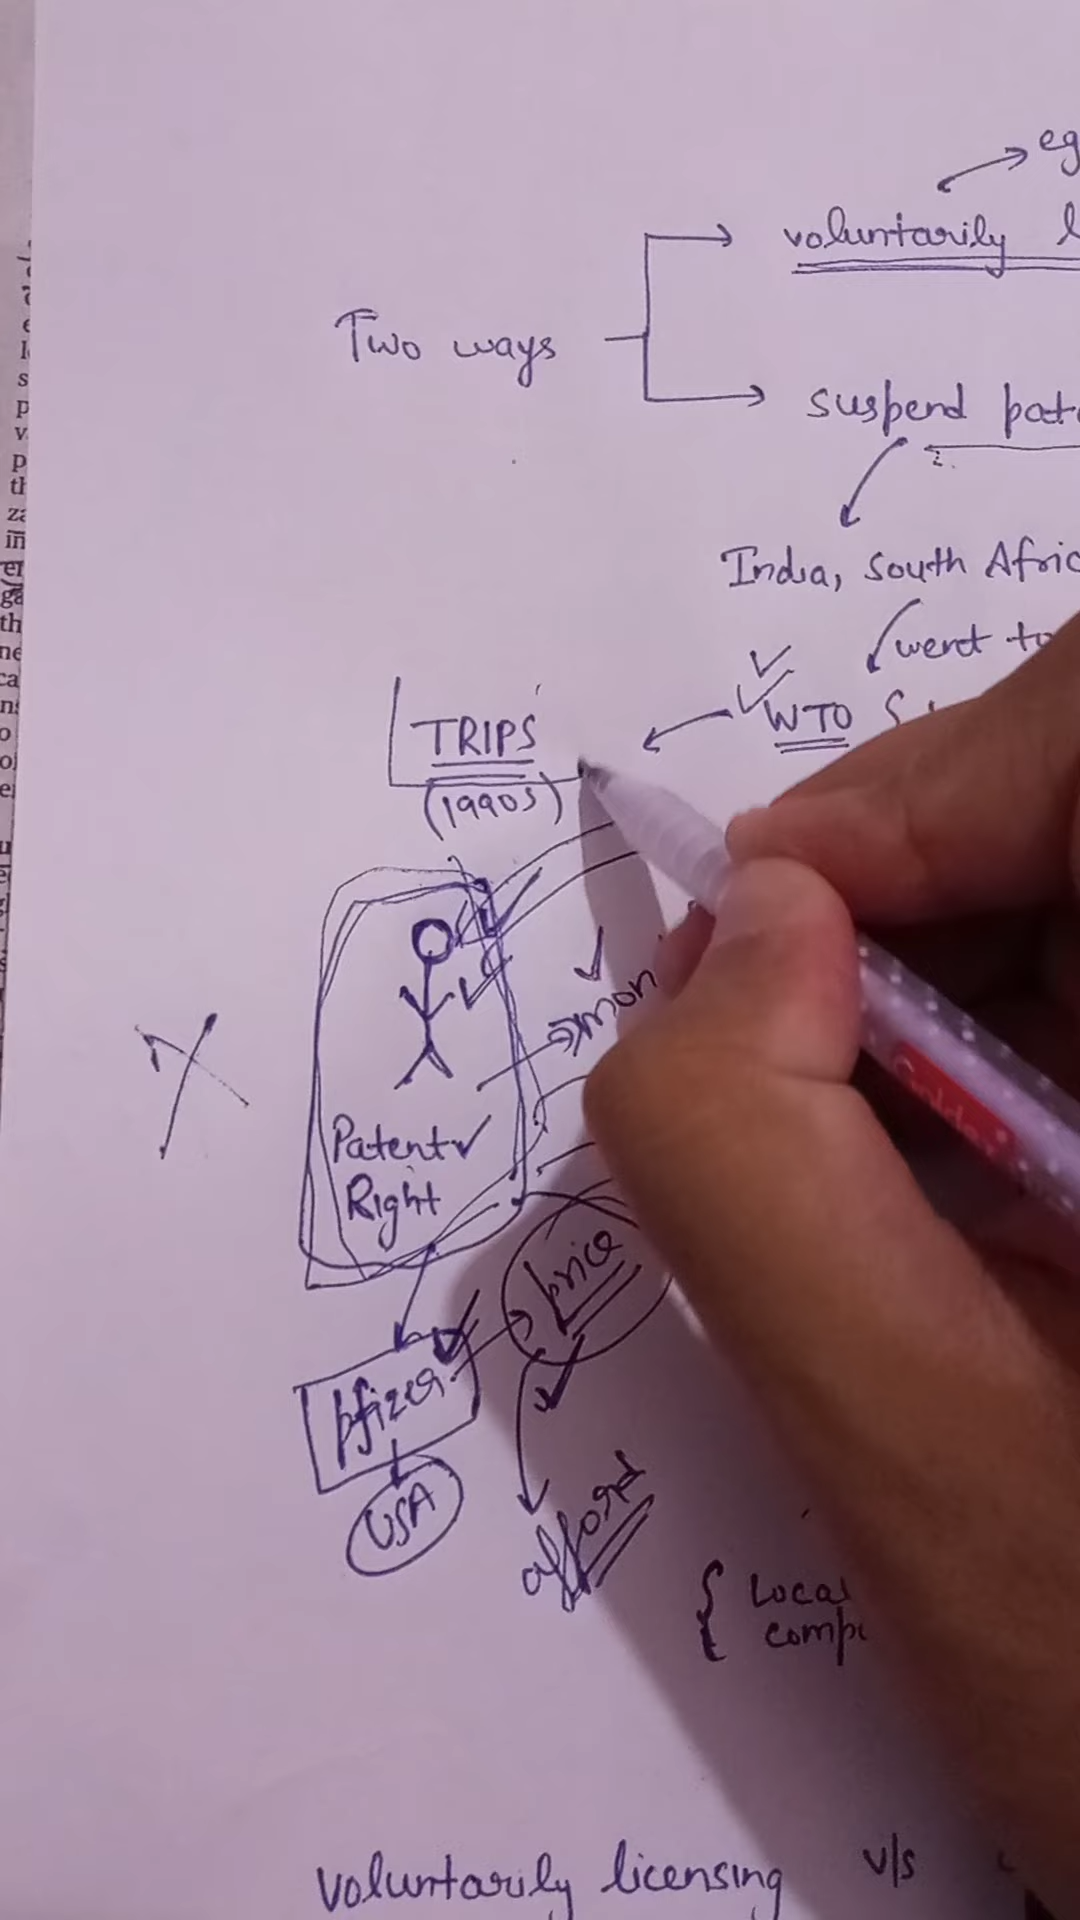 eg
voluntarily
Two ways
suspend
India, South Afric
went to
WTO
TRIPS
(1990s)
mon
Patent
Right
price
pfizer
USA
afford
Local
comp
voluntarily licensing v/s